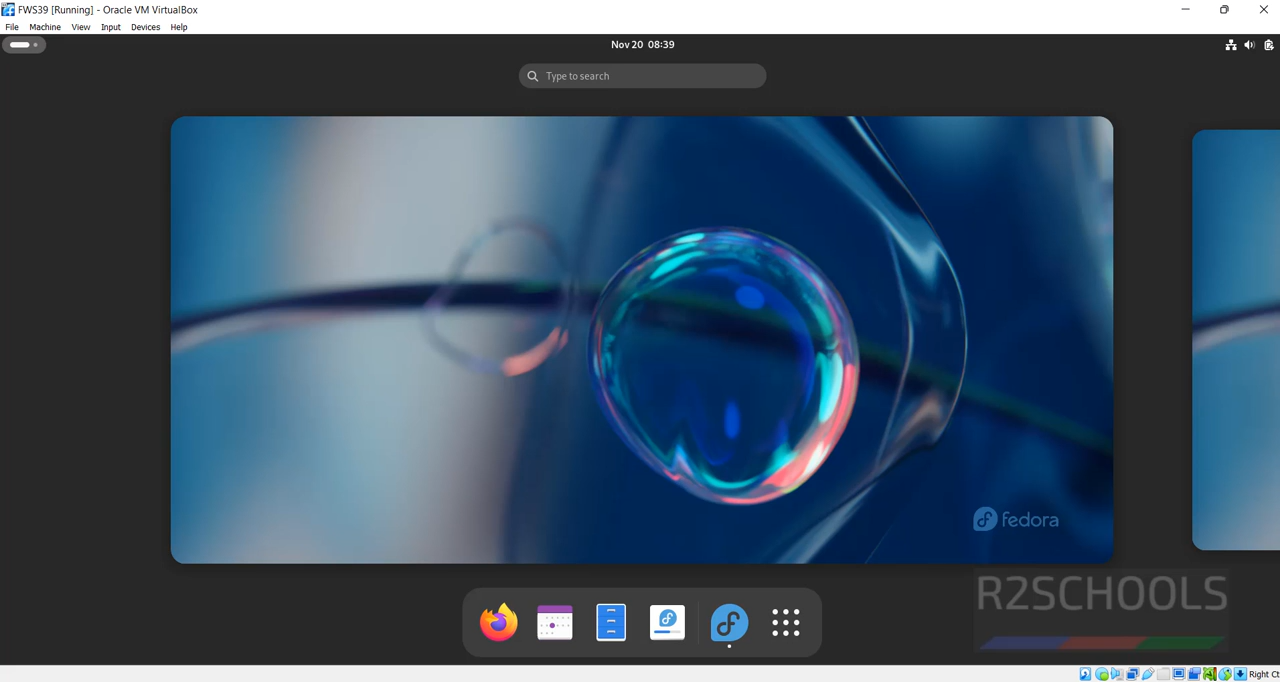 FWS39 [Running] - Oracle VM VirtualBox
File Machine View Input Devices Help
Nov 20 08:39
Type to search
fedora
R2SCHOOLS
Right Ct